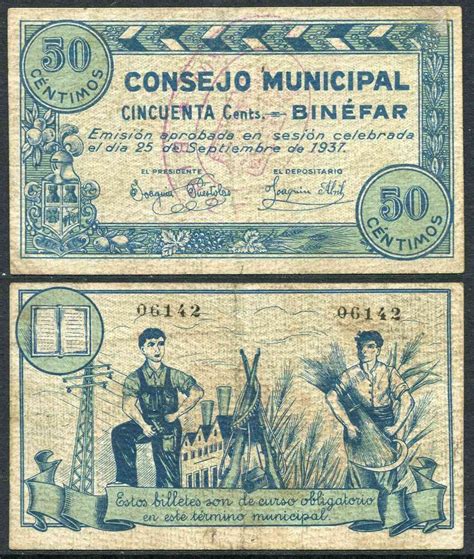 50
CÉNTIMOS
CONSEJO MUNICIPAL
CINCUENTA Cents.= BINÉFAR
Emisión aprobada en sesión celebrada
el día 25 de Septiembre de 1937.
EL PRESIDENTE
EL DEPOSITARIO
Joaquín
50
CÉNTIMOS
06142
06142
Estos billetes son de curso obligatorio
en este término municipal.